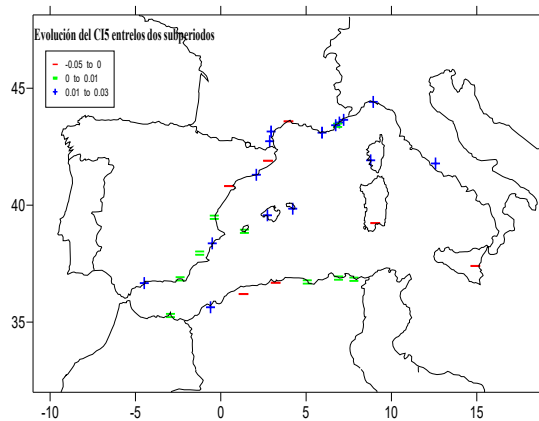 Evolución del CI5 entrelos dos subperiodos
-0.05 to 0
0 to 0.01
0.01 to 0.03
45
40
35
-10 -5 0 5 10 15